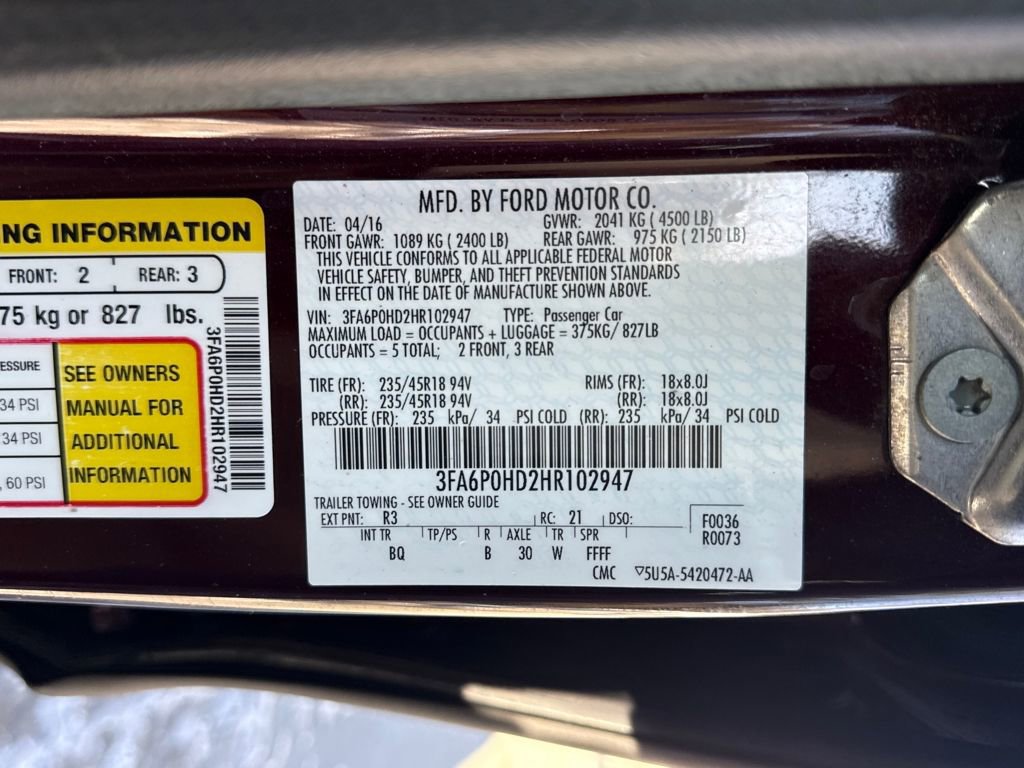 NG INFORMATION
FRONT: 2 REAR: 3
75 kg or 827 lbs.
ESSURE
34 PSI
34 PSI
, 60 PSI
SEE OWNERS
MANUAL FOR
ADDITIONAL
INFORMATION
3FA6P0HD2HR102947
MFD. BY FORD MOTOR CO.
DATE: 04/16 GVWR: 2041 KG ( 4500 LB)
FRONT GAWR: 1089 KG ( 2400 LB) REAR GAWR: 975 KG ( 2150 LB)
THIS VEHICLE CONFORMS TO ALL APPLICABLE FEDERAL MOTOR
VEHICLE SAFETY, BUMPER, AND THEFT PREVENTION STANDARDS
IN EFFECT ON THE DATE OF MANUFACTURE SHOWN ABOVE.
VIN: 3FA6P0HD2HR102947 TYPE: Passenger Car
MAXIMUM LOAD = OCCUPANTS + LUGGAGE = 375KG/ 827LB
OCCUPANTS = 5 TOTAL; 2 FRONT, 3 REAR
TIRE (FR): 235/45R18 94V RIMS (FR): 18x8.0J
(RR): 235/45R18 94V (RR): 18x8.0J
PRESSURE (FR): 235 kPa/ 34 PSI COLD (RR): 235 kPa/ 34 PSI COLD
3FA6P0HD2HR102947
TRAILER TOWING - SEE OWNER GUIDE
EXT PNT: R3 RC: 21 DSO:
F0036
R0073
INT TR TP/PS R AXLE TR SPR
BQ B 30 W FFFF
CMC ▽5U5A-5420472-AA